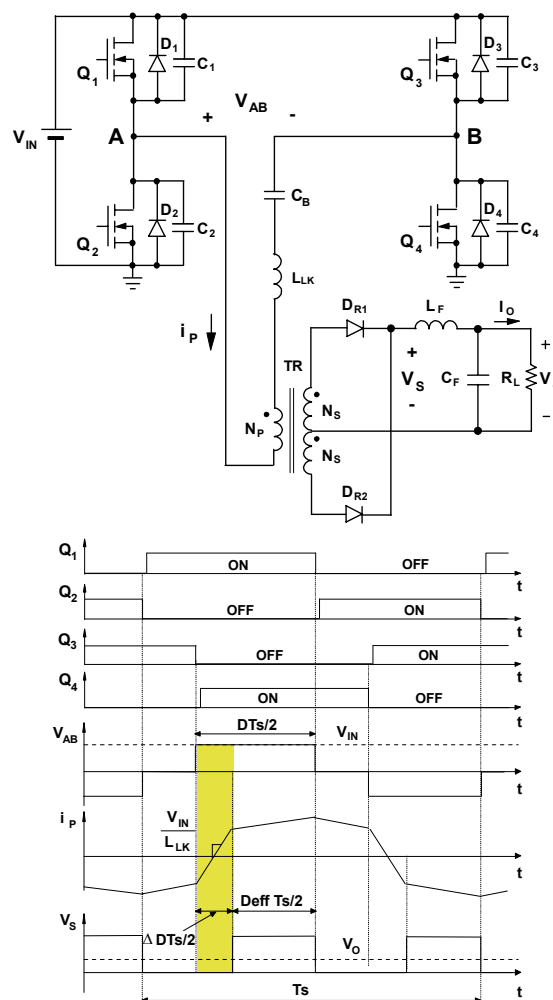 D1
C1
Q1
D3
C3
Q3
VAB
+ -
VIN
A
B
D2
C2
Q2
CB
D4
C4
Q4
LLK
iP
DR1
LF
IO
TR
+
VS
-
CF
RL
+
V
–
NP
NS
NS
DR2
Q1
ON
OFF
t
Q2
OFF
ON
t
Q3
OFF
ON
t
Q4
ON
OFF
t
DTs/2
VAB
VIN
t
iP
VIN
LLK
t
Deff Ts/2
VS
Δ DTs/2
VO
t
Ts